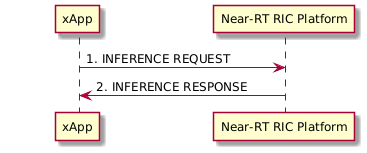 xApp
Near-RT RIC Platform
1. INFERENCE REQUEST
2. INFERENCE RESPONSE
xApp
Near-RT RIC Platform